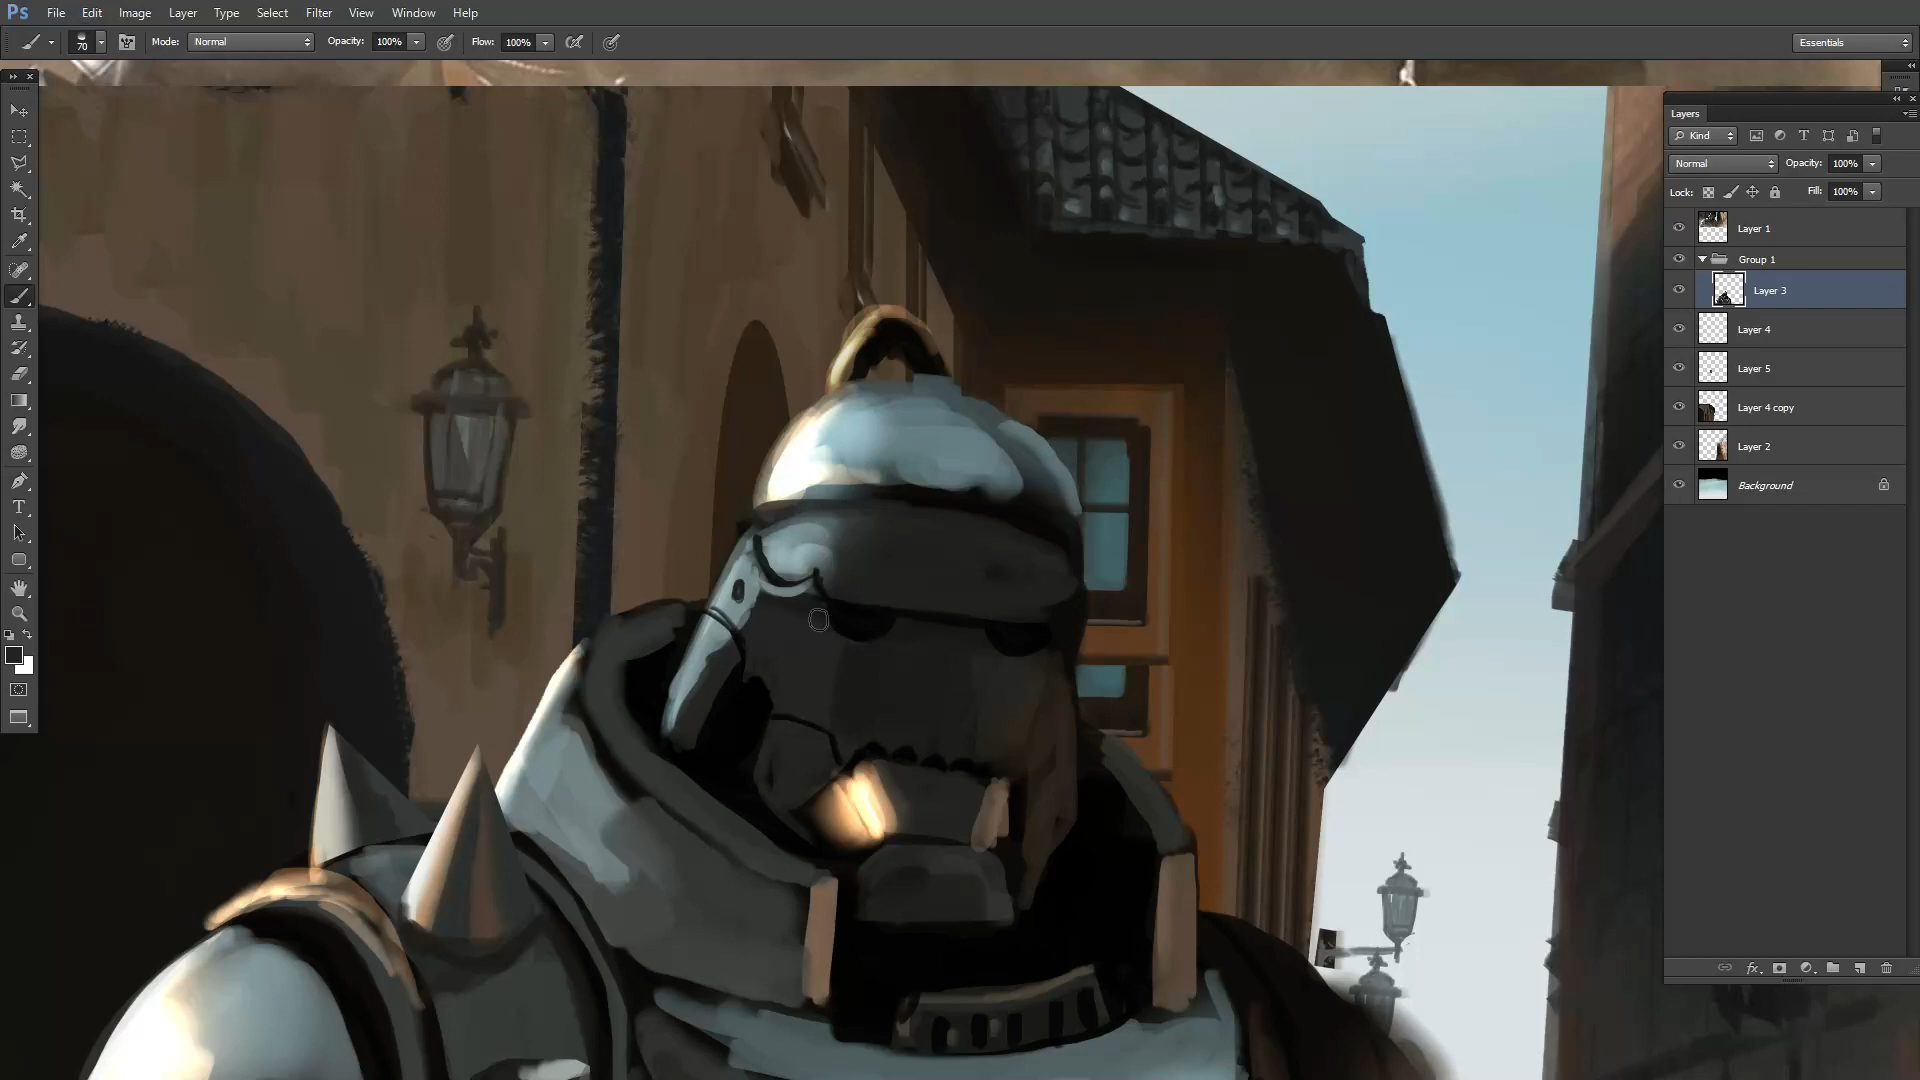 Ps File Edit Image Layer Type Select Filter View Window Help
70 Mode: Normal Opacity: 100% Flow: 100% Essentials
Layers
Kind
Normal Opacity: 100%
Lock: Fill: 100%
Layer 1
Group 1
Layer 3
Layer 4
Layer 5
Layer 4 copy
Layer 2
Background
T
fx